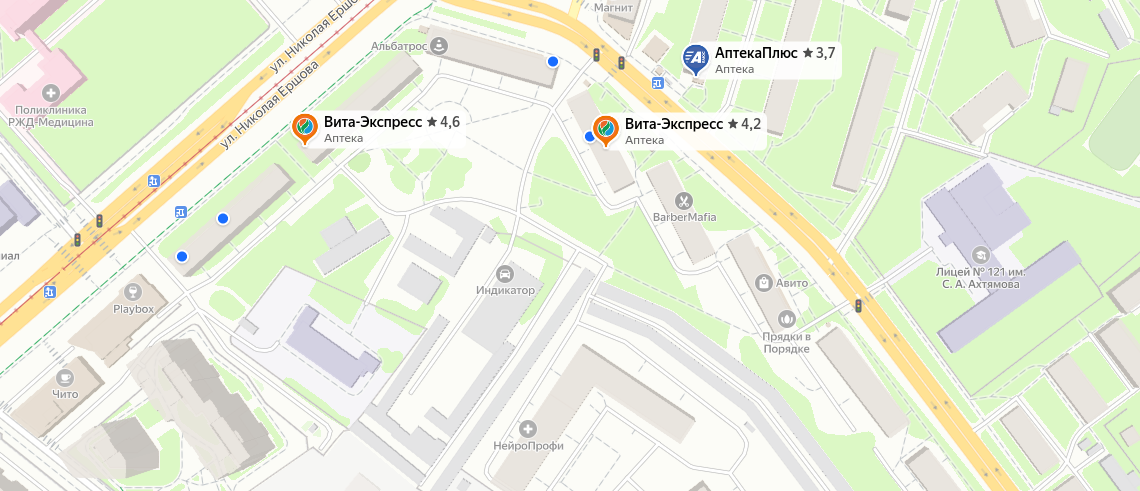 Магнит
ул. Николая Ершова
Альбатрос
АптекаПлюс ★ 3,7
Аптека
ул. Николая Ершова
Поликлиника
РЖД-Медицина
Вита-Экспресс ★ 4,6
Аптека
Вита-Экспресс ★ 4,2
Аптека
BarberMafia
Лицей № 121 им.
С. А. Ахтямова
Индикатор
Авито
Playbox
Прядки в
Порядке
Чито
НейроПрофи